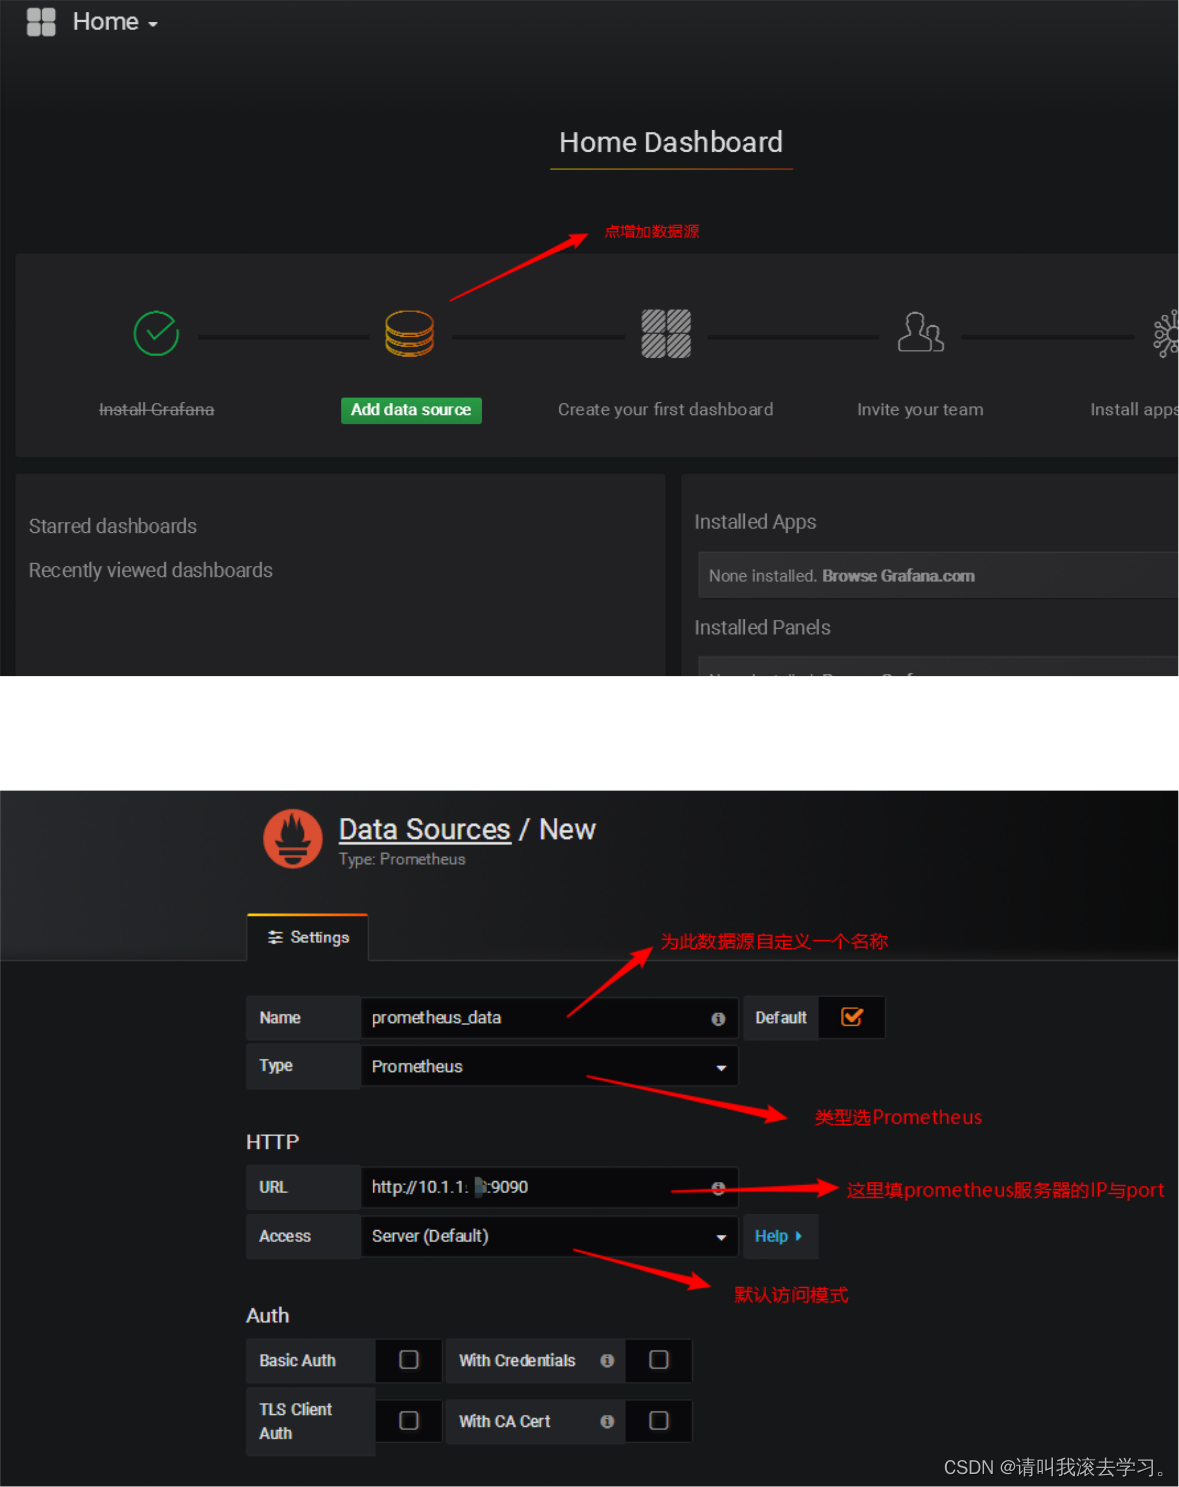 Home
Home Dashboard
点增加数据源
Install Grafana
Add data source
Create your first dashboard
Invite your team
Install apps
Starred dashboards
Recently viewed dashboards
Installed Apps
None installed. Browse Grafana.com
Installed Panels
Data Sources / New
Type: Prometheus
Settings
为此数据源自定义一个名称
Name prometheus_data Default
Type Prometheus
类型选Prometheus
HTTP
URL http://10.1.1. :9090
这里填prometheus服务器的IP与port
Access Server (Default) Help
默认访问模式
Auth
Basic Auth With Credentials
TLS Client
Auth
With CA Cert
CSDN @请叫我滚去学习。